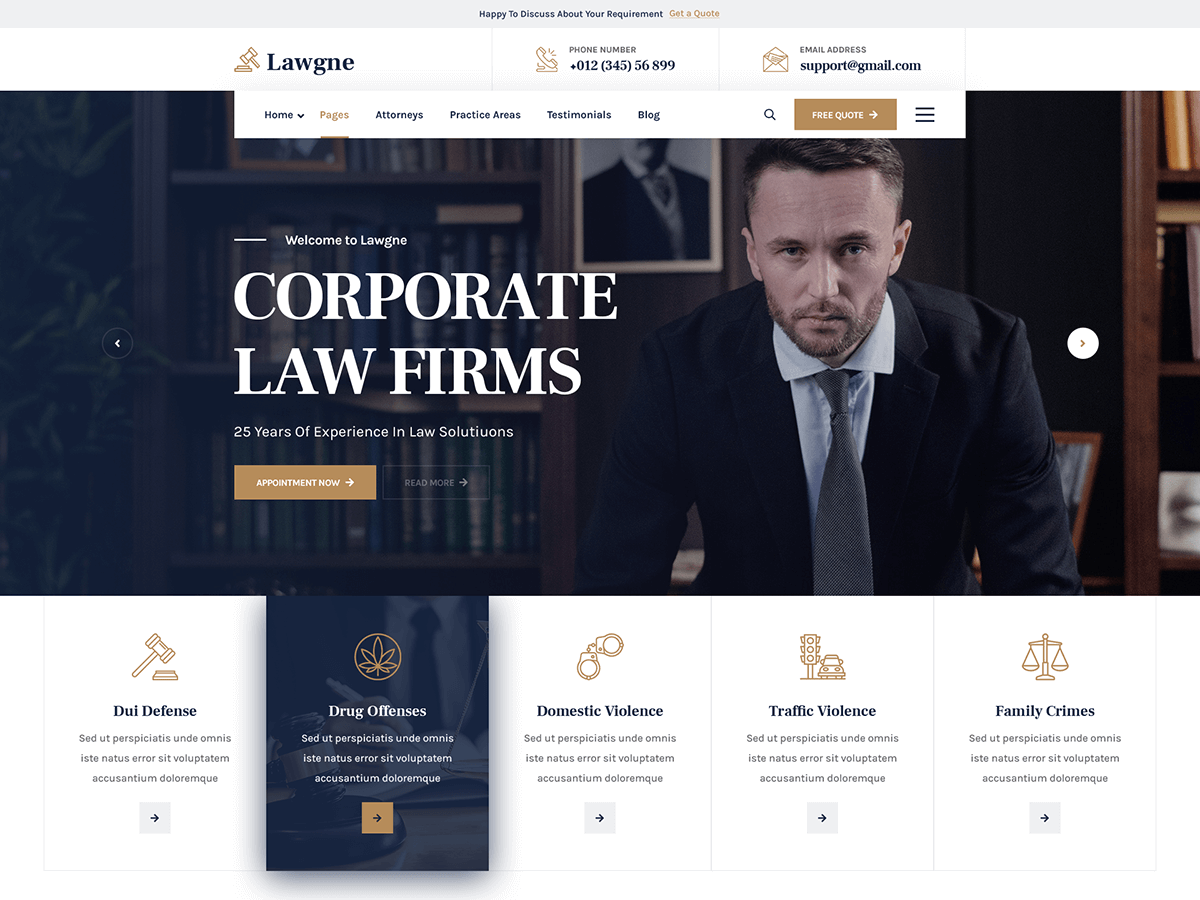 Happy To Discuss About Your Requirement Get a Quote
Lawgne
PHONE NUMBER
+012 (345) 56 899
EMAIL ADDRESS
support@gmail.com
Home Pages Attorneys Practice Areas Testimonials Blog FREE QUOTE
Welcome to Lawgne
CORPORATE
LAW FIRMS
25 Years Of Experience In Law Solutiuons
APPOINTMENT NOW READ MORE
Dui Defense
Sed ut perspiciatis unde omnis
iste natus error sit voluptatem
accusantium doloremque
Drug Offenses
Sed ut perspiciatis unde omnis
iste natus error sit voluptatem
accusantium doloremque
Domestic Violence
Sed ut perspiciatis unde omnis
iste natus error sit voluptatem
accusantium doloremque
Traffic Violence
Sed ut perspiciatis unde omnis
iste natus error sit voluptatem
accusantium doloremque
Family Crimes
Sed ut perspiciatis unde omnis
iste natus error sit voluptatem
accusantium doloremque